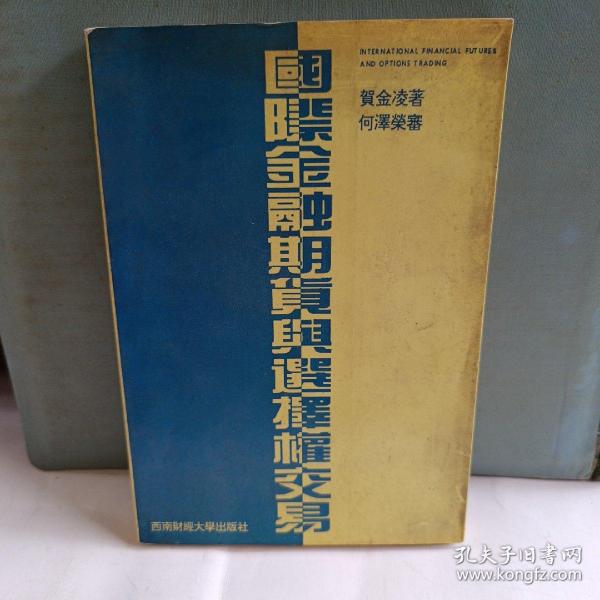 INTERNATIONAL FINANCIAL FUTURES
AND OPTIONS TRADING
賀金凌著
何澤榮審
國際金融期貨與選擇權交易
西南財經大學出版社
孔夫子旧书网
www.kongfz.com